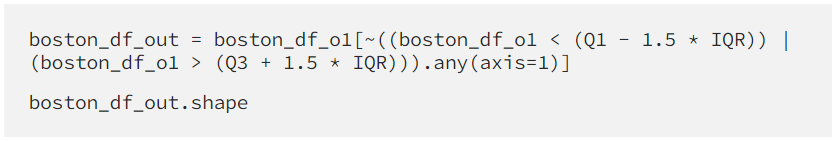 boston_df_out = boston_df_o1[~((boston_df_o1 < (Q1 - 1.5 * IQR)) |
(boston_df_o1 > (Q3 + 1.5 * IQR))).any(axis=1)]
boston_df_out.shape